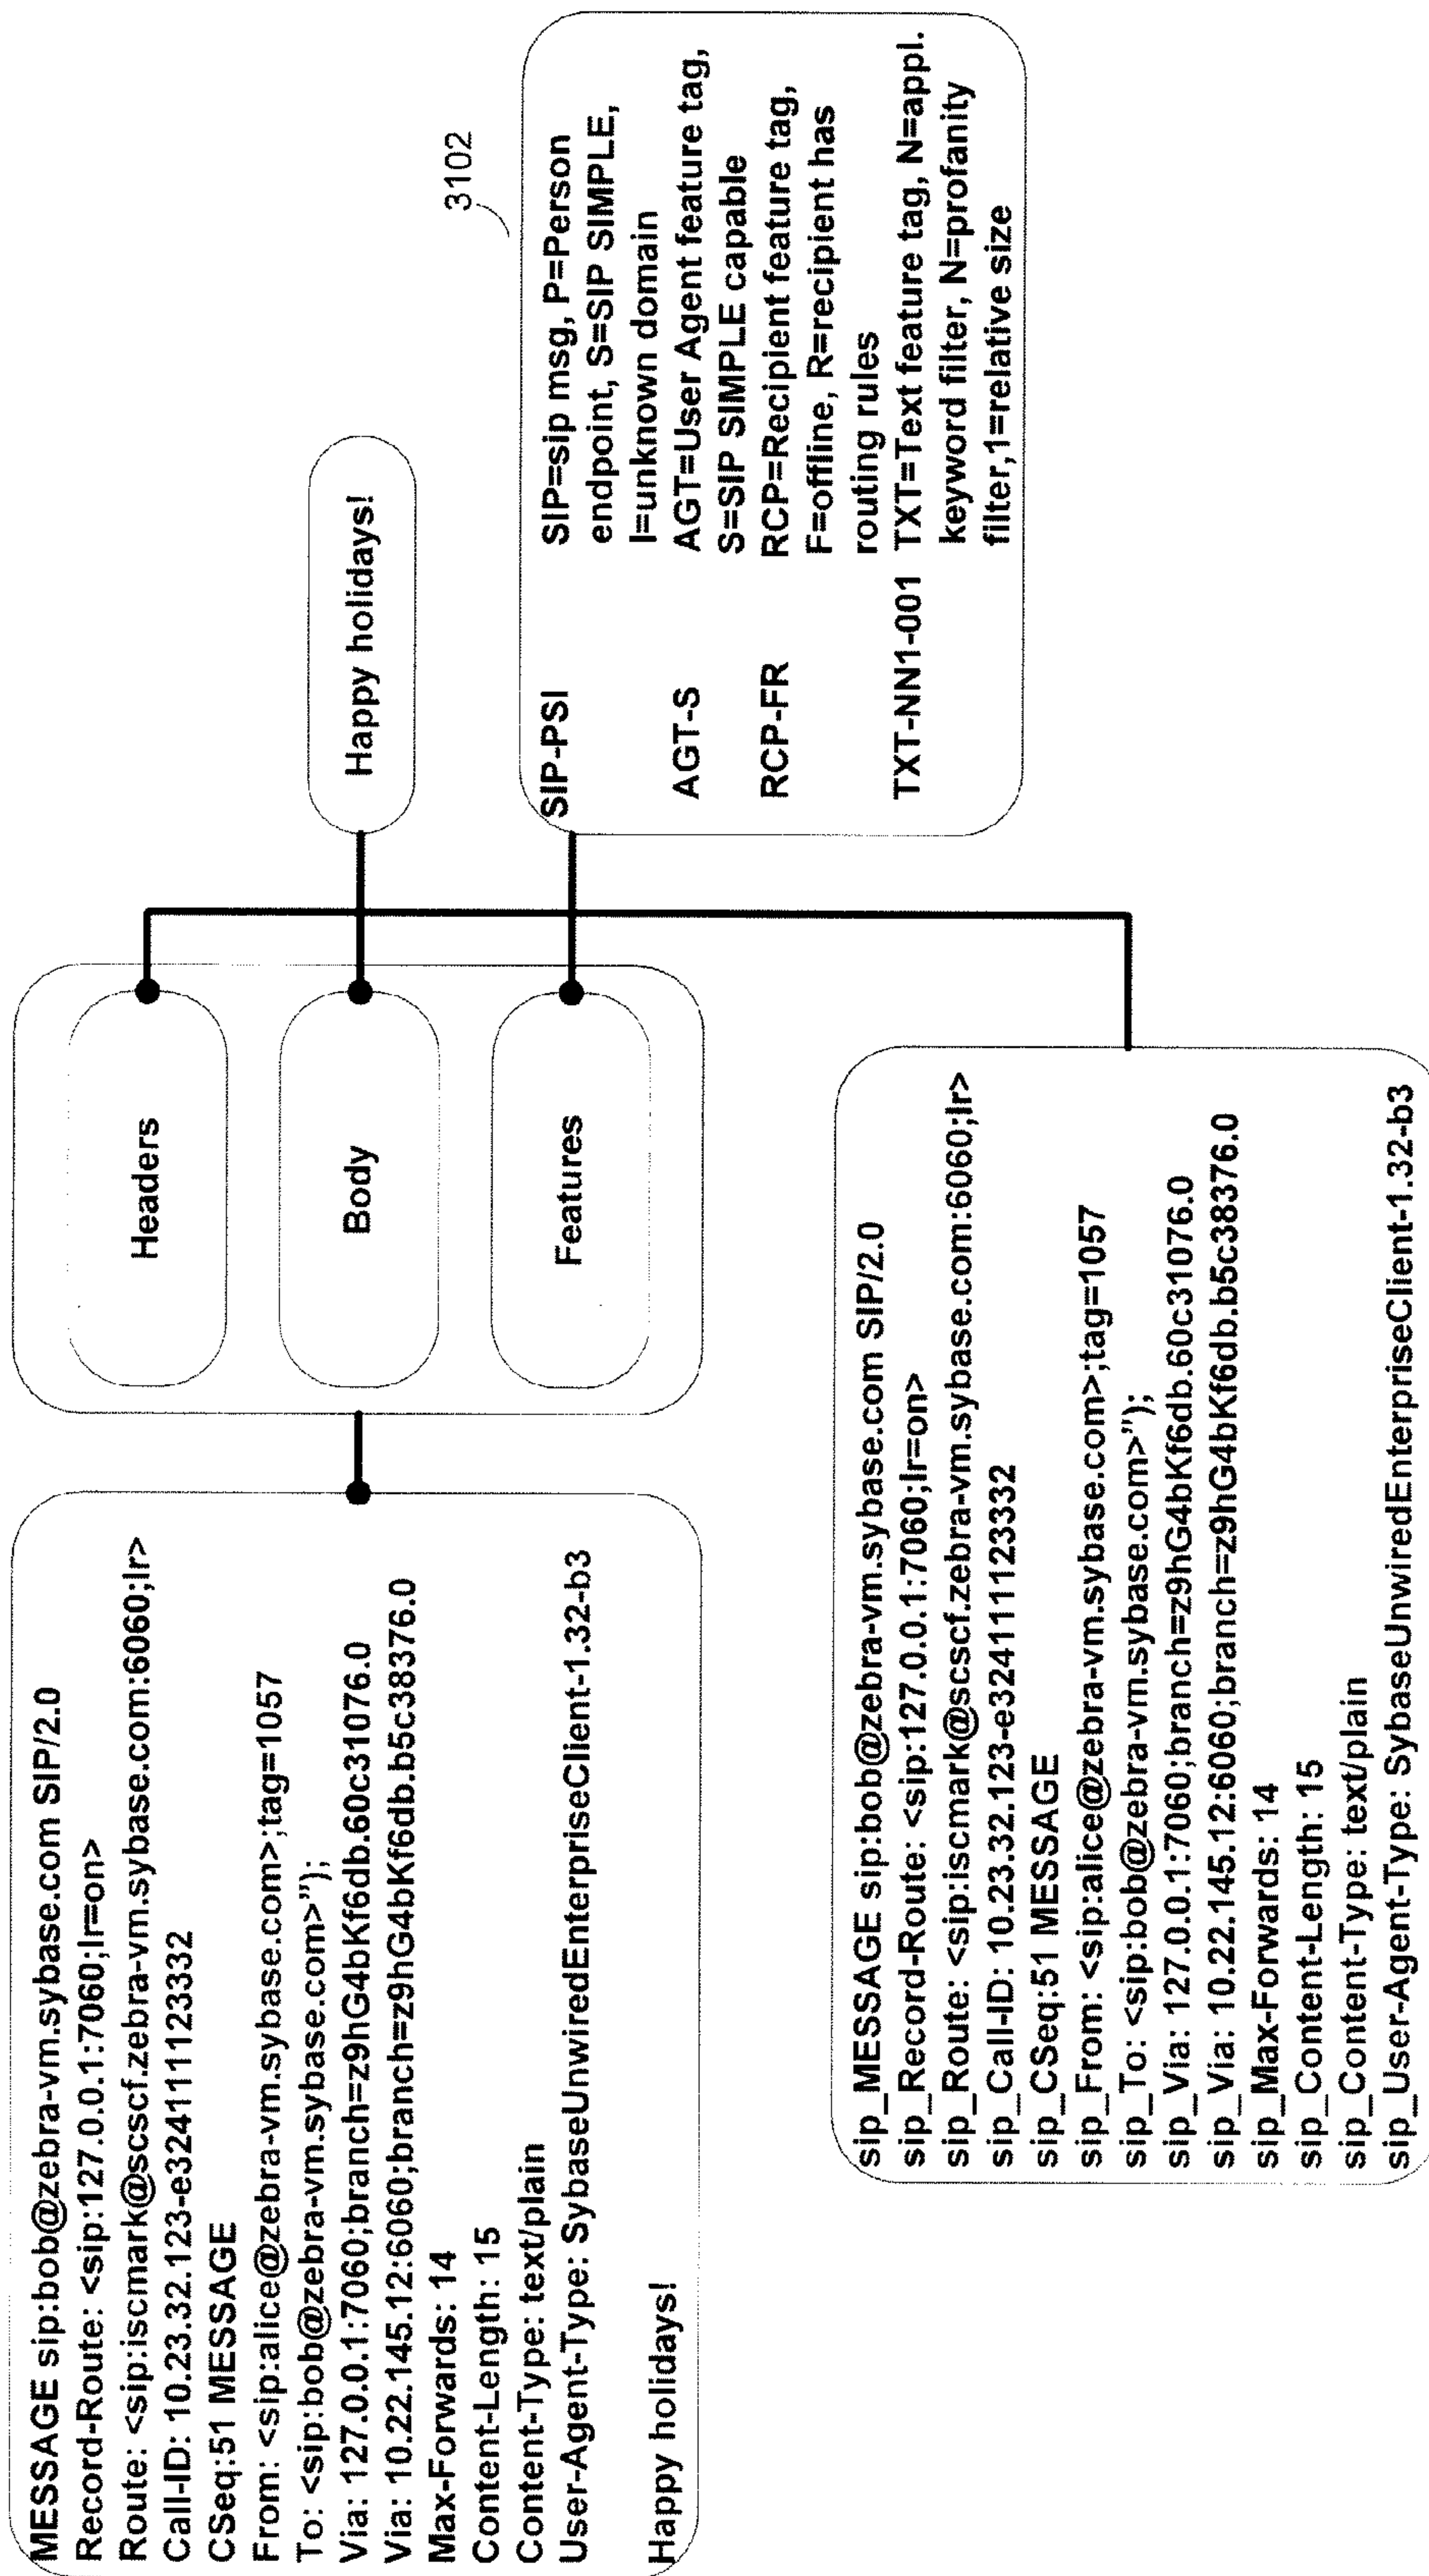 MESSAGE sip:bob@zebra-vm.sybase.com SIP/2.0
Record-Route: <sip:127.0.0.1:7060;lr=on>
Route: <sip:iscmark@scscf.zebra-vm.sybase.com:6060;lr>
Call-ID: 10.23.32.123-e32411123332
CSeq:51 MESSAGE
From: <sip:alice@zebra-vm.sybase.com>;tag=1057
To: <sip:bob@zebra-vm.sybase.com>”);
Via: 127.0.0.1:7060;branch=z9hG4bKf6db.60c31076.0
Via: 10.22.145.12:6060;branch=z9hG4bKf6db.b5c38376.0
Max-Forwards: 14
Content-Length: 15
Content-Type: text/plain
User-Agent-Type: SybaseUnwiredEnterpriseClient-1.32-b3
Happy holidays!
Headers
Body
Features
Happy holidays!
3102
SIP-PSI SIP=sip msg, P=Person
endpoint, S=SIP SIMPLE,
I=unknown domain
AGT-S AGT=User Agent feature tag,
S=SIP SIMPLE capable
RCP-FR RCP=Recipient feature tag,
F=offline, R=recipient has
routing rules
TXT-NN1-001 TXT=Text feature tag, N=appl.
keyword filter, N=profanity
filter,1=relative size
sip_MESSAGE sip:bob@zebra-vm.sybase.com SIP/2.0
sip_Record-Route: <sip:127.0.0.1:7060;lr=on>
sip_Route: <sip:iscmark@scscf.zebra-vm.sybase.com:6060;lr>
sip_Call-ID: 10.23.32.123-e32411123332
sip_CSeq:51 MESSAGE
sip_From: <sip:alice@zebra-vm.sybase.com>;tag=1057
sip_To: <sip:bob@zebra-vm.sybase.com>”);
sip_Via: 127.0.0.1:7060;branch=z9hG4bKf6db.60c31076.0
sip_Via: 10.22.145.12:6060;branch=z9hG4bKf6db.b5c38376.0
sip_Max-Forwards: 14
sip_Content-Length: 15
sip_Content-Type: text/plain
sip_User-Agent-Type: SybaseUnwiredEnterpriseClient-1.32-b3